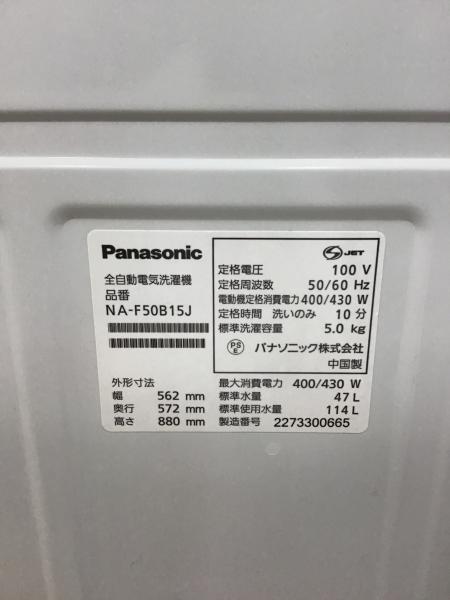 Panasonic
全自動電気洗濯機
品番
NA-F50B15J
外形寸法
幅 562 mm
奥行 572 mm
高さ 880 mm
S JET
定格電圧 100 V
定格周波数 50/60 Hz
電動機定格消費電力 400/430 W
定格時間 洗いのみ 10 分
標準洗濯容量 5.0 kg
PS E パナソニック株式会社
中国製
最大消費電力 400/430 W
標準水量 47 L
標準使用水量 114 L
製造番号 2273300665